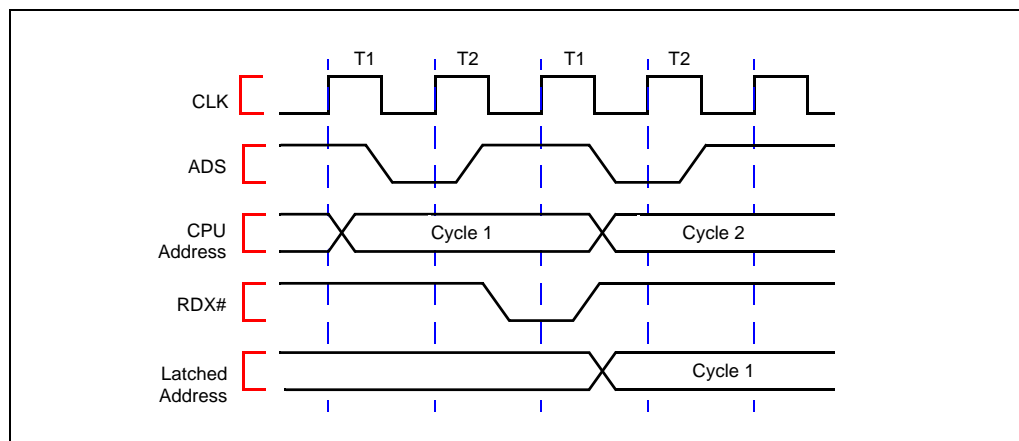 T1 T2 T1 T2
CLK
ADS
CPU
Address
Cycle 1 Cycle 2
RDX#
Latched
Address
Cycle 1